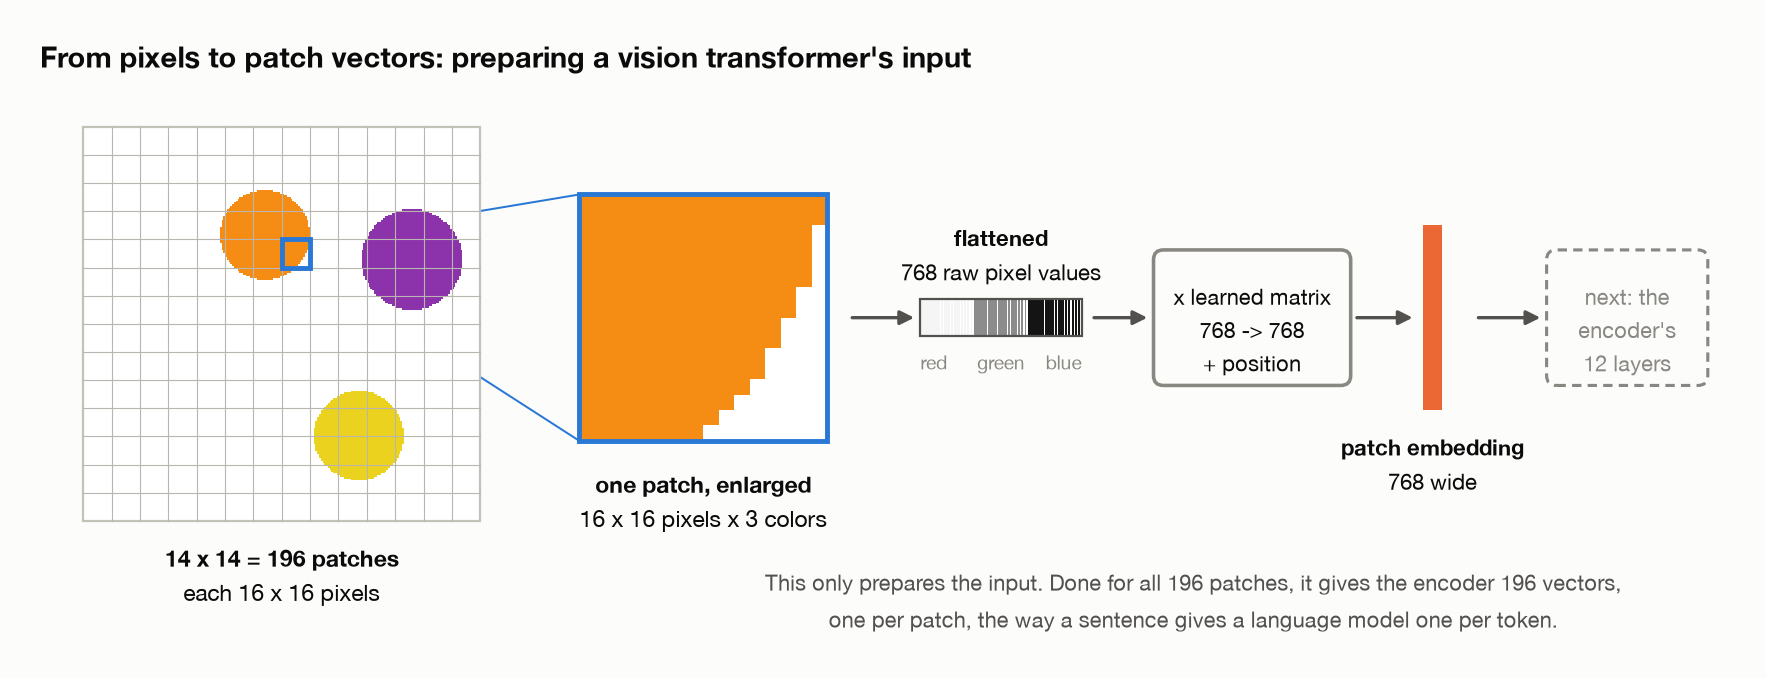 From pixels to patch vectors: preparing a vision transformer's input
14 x 14 = 196 patches
each 16 x 16 pixels
one patch, enlarged
16 x 16 pixels x 3 colors
flattened
768 raw pixel values
red green blue
x learned matrix
768 -> 768
+ position
patch embedding
768 wide
next: the
encoder's
12 layers
This only prepares the input. Done for all 196 patches, it gives the encoder 196 vectors,
one per patch, the way a sentence gives a language model one per token.